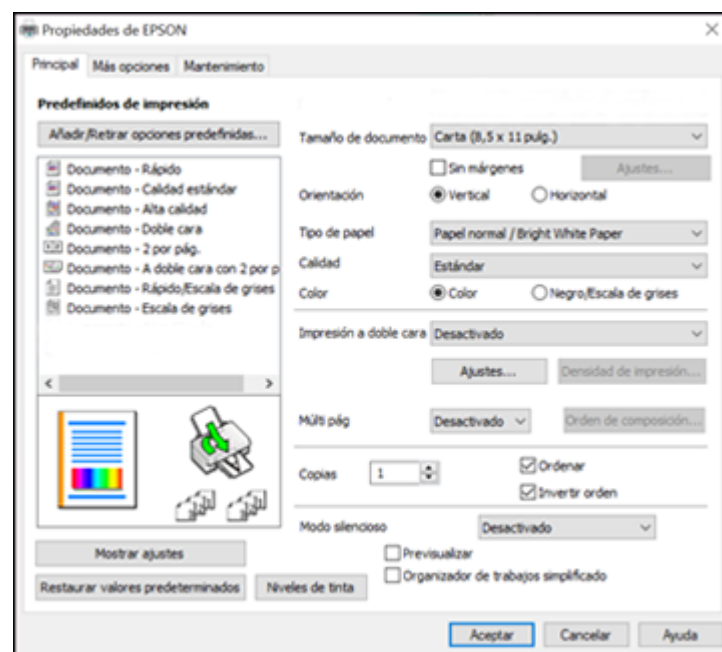 Propiedades de EPSON
Principal Más opciones Mantenimiento
Predefinidos de impresión
Añadir/Retirar opciones predefinidas...
Documento - Rápido
Documento - Calidad estándar
Documento - Alta calidad
Documento - Doble cara
Documento - 2 por pág.
Documento - A doble cara con 2 por p
Documento - Rápido/Escala de grises
Documento - Escala de grises
Mostrar ajustes
Restaurar valores predeterminados Niveles de tinta
Tamaño de documento Carta (8,5 x 11 pulg.)
Sin márgenes Ajustes...
Orientación Vertical Horizontal
Tipo de papel Papel normal / Bright White Paper
Calidad Estándar
Color Color Negro/Escala de grises
Impresión a doble cara Desactivado
Ajustes... Densidad de impresión...
Múlti pág Desactivado Orden de composición...
Copias 1 Ordenar
Invertir orden
Modo silencioso Desactivado
Previsualizar
Organizador de trabajos simplificado
Aceptar Cancelar Ayuda